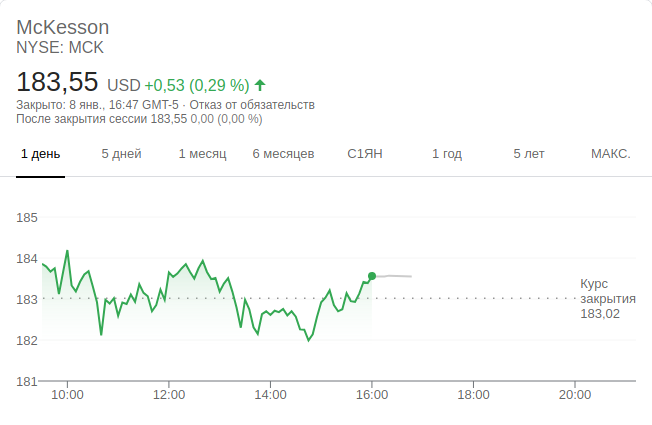 McKesson
NYSE: MCK
183,55 USD +0,53 (0,29 %)
Закрыто: 8 янв., 16:47 GMT-5 · Отказ от обязательств
После закрытия сессии 183,55 0,00 (0,00 %)
1 день 5 дней 1 месяц 6 месяцев С1ЯН 1 год 5 лет МАКС.
185
184
183
182
181
Курс
закрытия
183,02
10:00 12:00 14:00 16:00 18:00 20:00